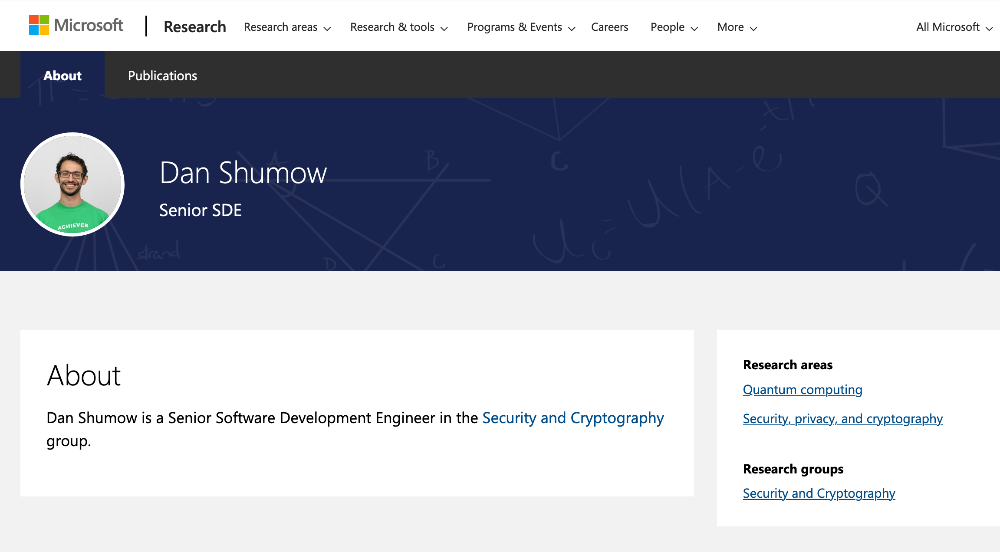 Microsoft
Research
Research areas
Research & tools
Programs & Events
Careers
People
More
All Microsoft
About
Publications
Dan Shumow
Senior SDE
ACHIEVER
A
B
C
D
C
strand
Q
About
Dan Shumow is a Senior Software Development Engineer in the Security and Cryptography
group.
Research areas
Quantum computing
Security, privacy, and cryptography
Research groups
Security and Cryptography